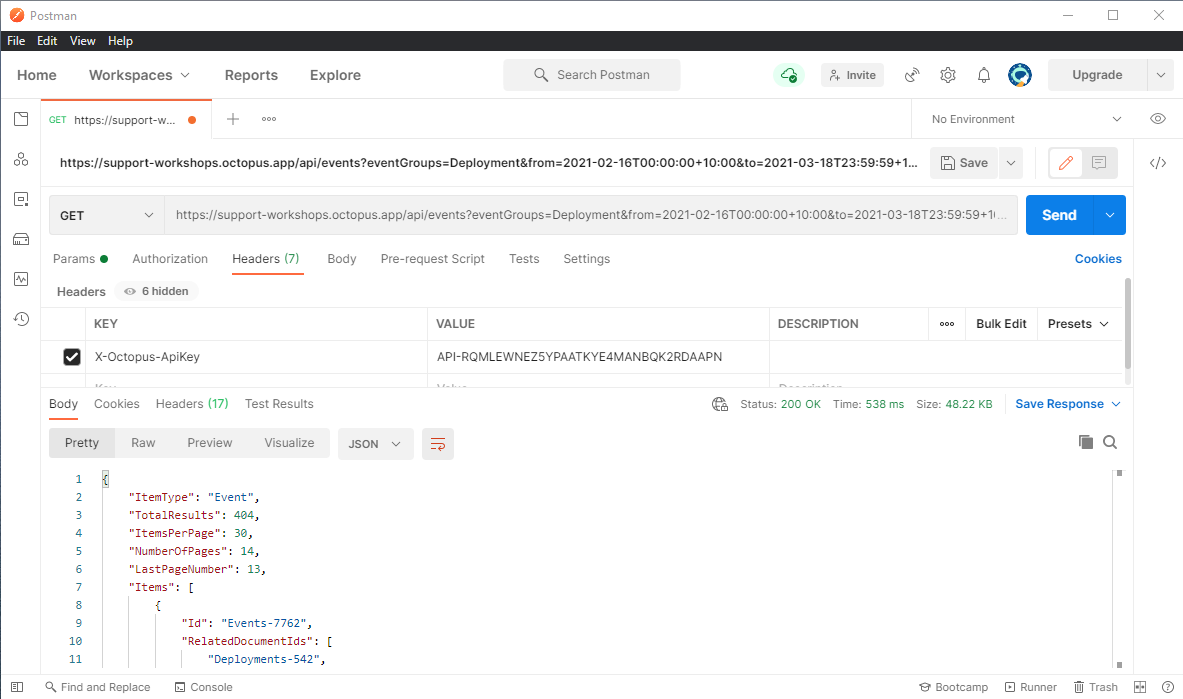 Postman
File Edit View Help
Home Workspaces Reports Explore Search Postman Invite Upgrade
GET https://support-w... No Environment
https://support-workshops.octopus.app/api/events?eventGroups=Deployment&from=2021-02-16T00:00:00+10:00&to=2021-03-18T23:59:59+1... Save
GET https://support-workshops.octopus.app/api/events?eventGroups=Deployment&from=2021-02-16T00:00:00+10:00&to=2021-03-18T23:59:59+1... Send
Params Authorization Headers (7) Body Pre-request Script Tests Settings Cookies
Headers 6 hidden
KEY VALUE DESCRIPTION Bulk Edit Presets
X-Octopus-ApiKey API-RQMLEWNEZ5YPAATKYE4MANBQK2RDAAPN
Key Value Description
Body Cookies Headers (17) Test Results Status: 200 OK Time: 538 ms Size: 48.22 KB Save Response
Pretty Raw Preview Visualize JSON
1 {
2 "ItemType": "Event",
3 "TotalResults": 404,
4 "ItemsPerPage": 30,
5 "NumberOfPages": 14,
6 "LastPageNumber": 13,
7 "Items": [
8 {
9 "Id": "Events-7762",
10 "RelatedDocumentIds": [
11 "Deployments-542",
Find and Replace Console Bootcamp Runner Trash